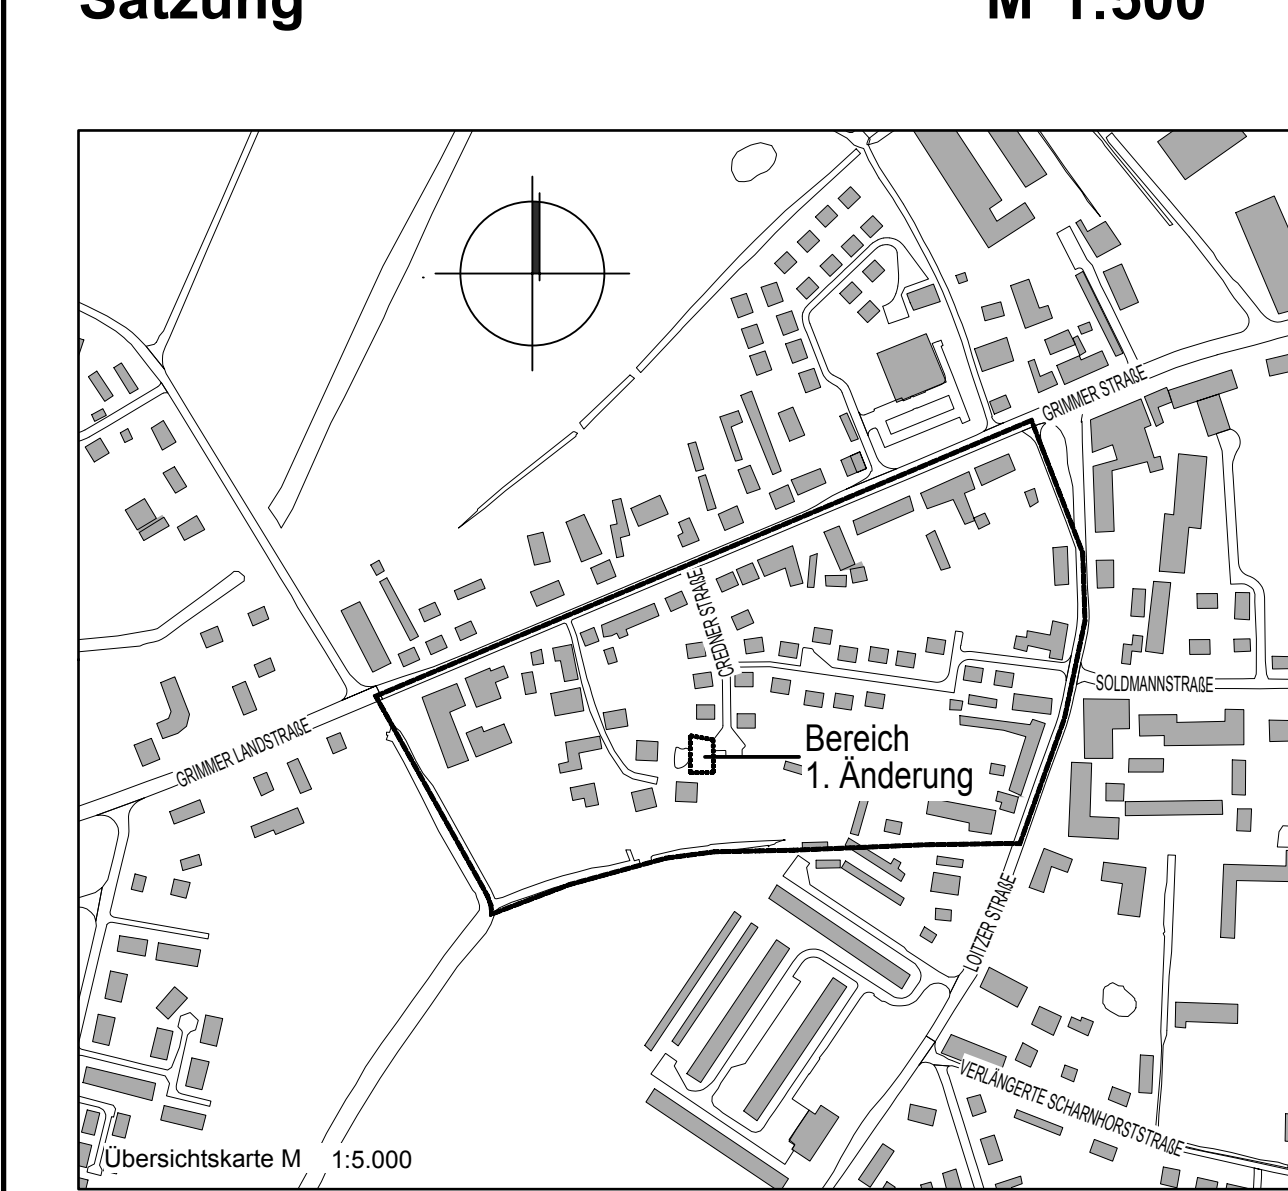 Satzung M 1:500
GRIMMER STRAßE
CREDNER STRAßE
SOLDMANNSTRAßE
GRIMMER LANDSTRAßE
Bereich
1. Änderung
LOITZER STRAßE
VERLÄNGERTE SCHARNHORSTSTRAßE
Übersichtskarte M 1:5.000